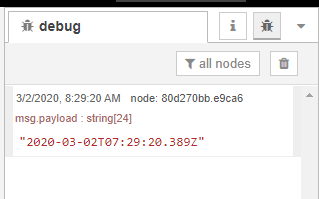 debug
i
all nodes
3/2/2020, 8:29:20 AM node: 80d270bb.e9ca6
msg.payload : string[24]
"2020-03-02T07:29:20.389Z"